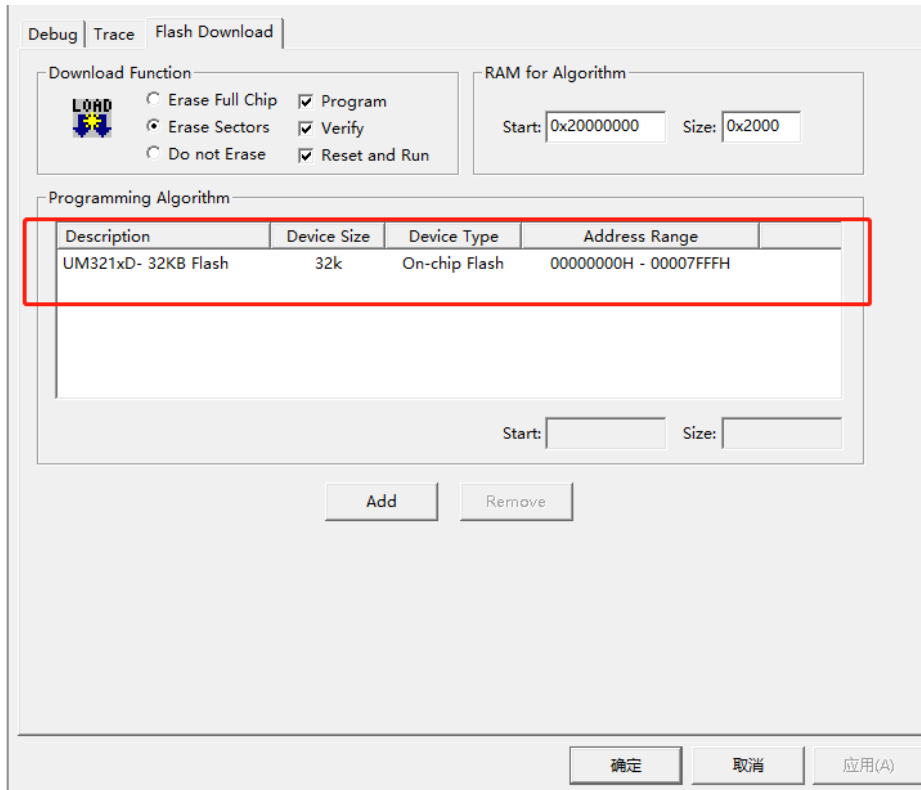 Debug Trace Flash Download
Download Function
LOAD
Erase Full Chip Program
Erase Sectors Verify
Do not Erase Reset and Run
RAM for Algorithm
Start: 0x20000000 Size: 0x2000
Programming Algorithm
Description Device Size Device Type Address Range
UM321xD- 32KB Flash 32k On-chip Flash 00000000H - 00007FFFH
Start: Size:
Add Remove
确定 取消 应用(A)